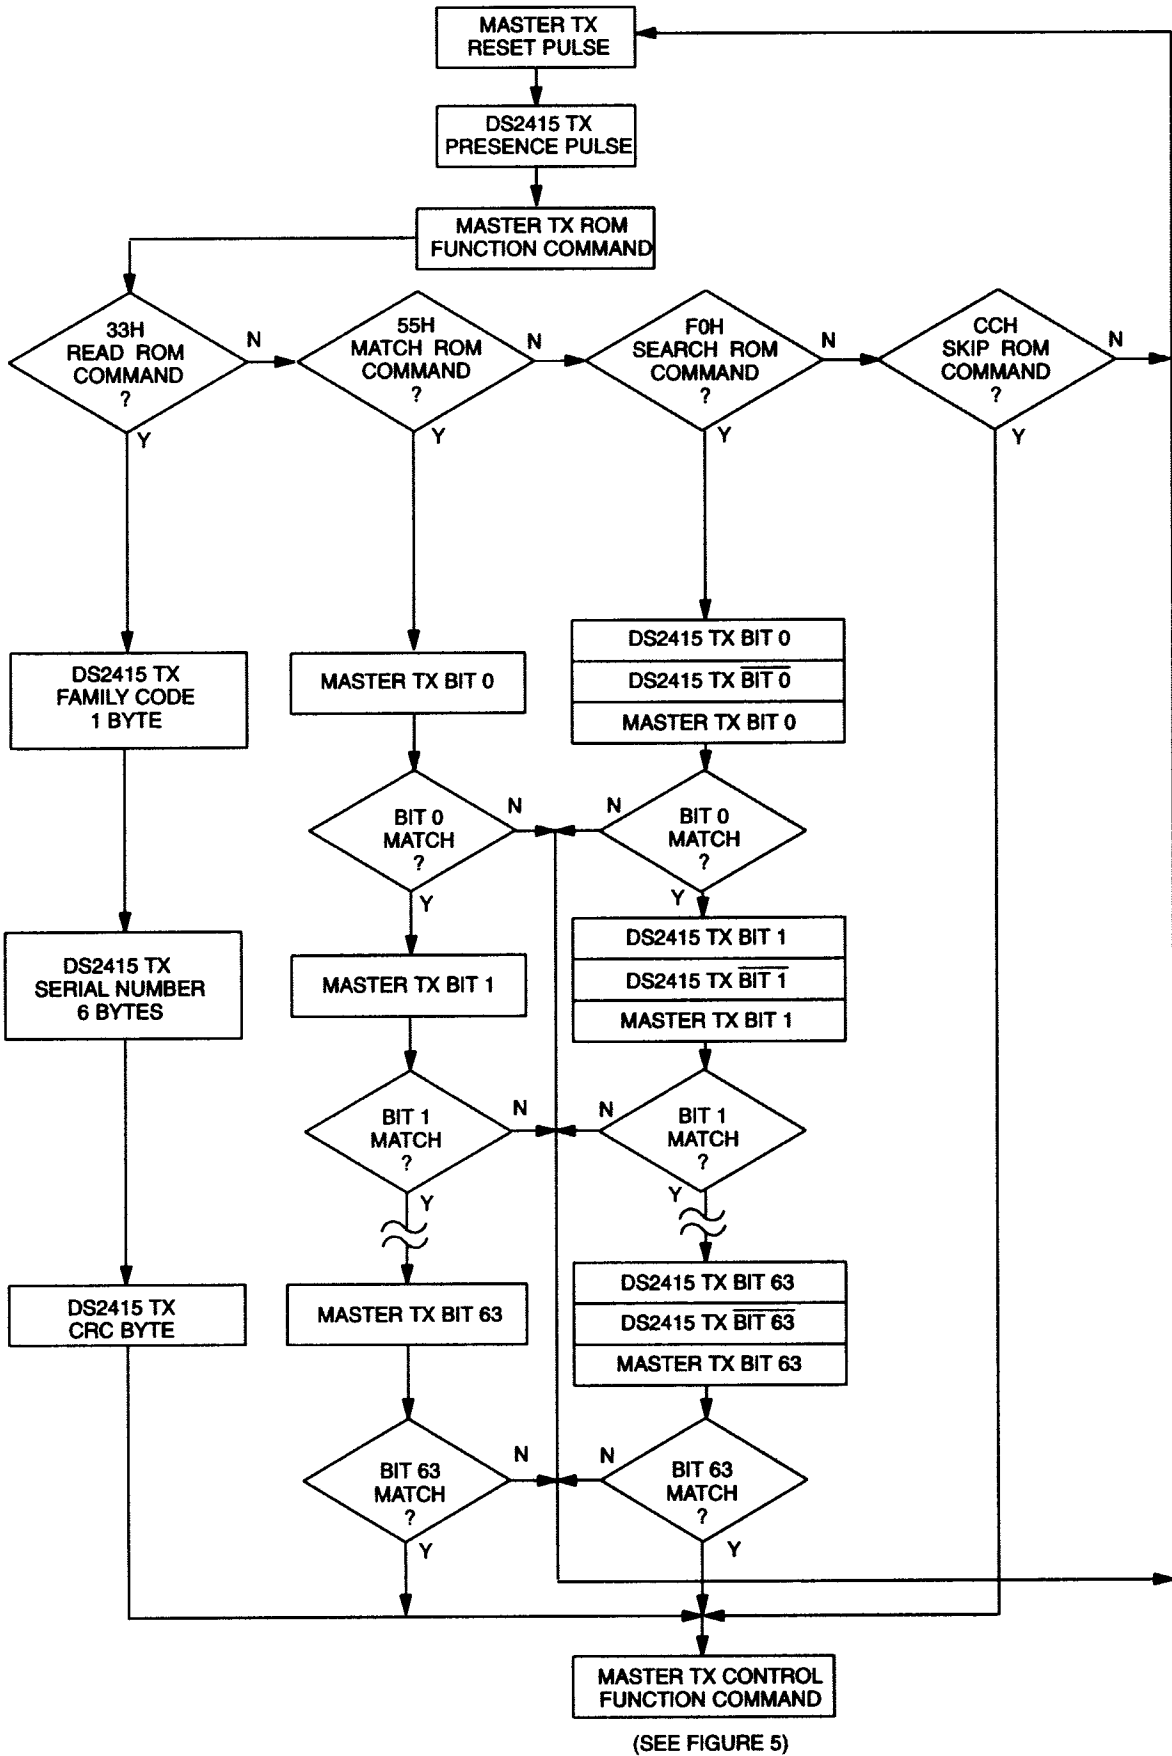 MASTER TX
RESET PULSE
DS2415 TX
PRESENCE PULSE
MASTER TX ROM
FUNCTION COMMAND
33H
READ ROM
COMMAND
?
N
Y
55H
MATCH ROM
COMMAND
?
N
Y
F0H
SEARCH ROM
COMMAND
?
N
Y
CCH
SKIP ROM
COMMAND
?
N
Y
DS2415 TX
FAMILY CODE
1 BYTE
DS2415 TX
SERIAL NUMBER
6 BYTES
DS2415 TX
CRC BYTE
MASTER TX BIT 0
BIT 0
MATCH
?
N
Y
MASTER TX BIT 1
BIT 1
MATCH
?
N
Y
MASTER TX BIT 63
BIT 63
MATCH
?
N
Y
DS2415 TX BIT 0
DS2415 TX B̅I̅T̅ ̅0̅
MASTER TX BIT 0
BIT 0
MATCH
?
N
Y
DS2415 TX BIT 1
DS2415 TX B̅I̅T̅ ̅1̅
MASTER TX BIT 1
BIT 1
MATCH
?
N
Y
DS2415 TX BIT 63
DS2415 TX B̅I̅T̅ ̅6̅3̅
MASTER TX BIT 63
BIT 63
MATCH
?
N
Y
MASTER TX CONTROL
FUNCTION COMMAND
(SEE FIGURE 5)